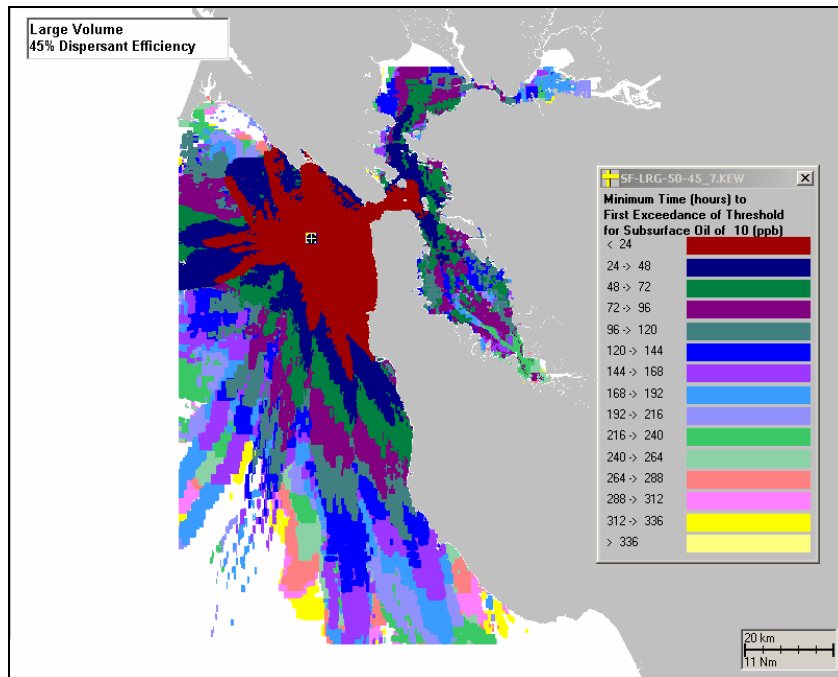 Large Volume
45% Dispersant Efficiency
SF-LRG-50-45_7.KEW
Minimum Time (hours) to
First Exceedance of Threshold
for Subsurface Oil of 10 (ppb)
< 24
24 -> 48
48 -> 72
72 -> 96
96 -> 120
120 -> 144
144 -> 168
168 -> 192
192 -> 216
216 -> 240
240 -> 264
264 -> 288
288 -> 312
312 -> 336
> 336
20 km
11 Nm